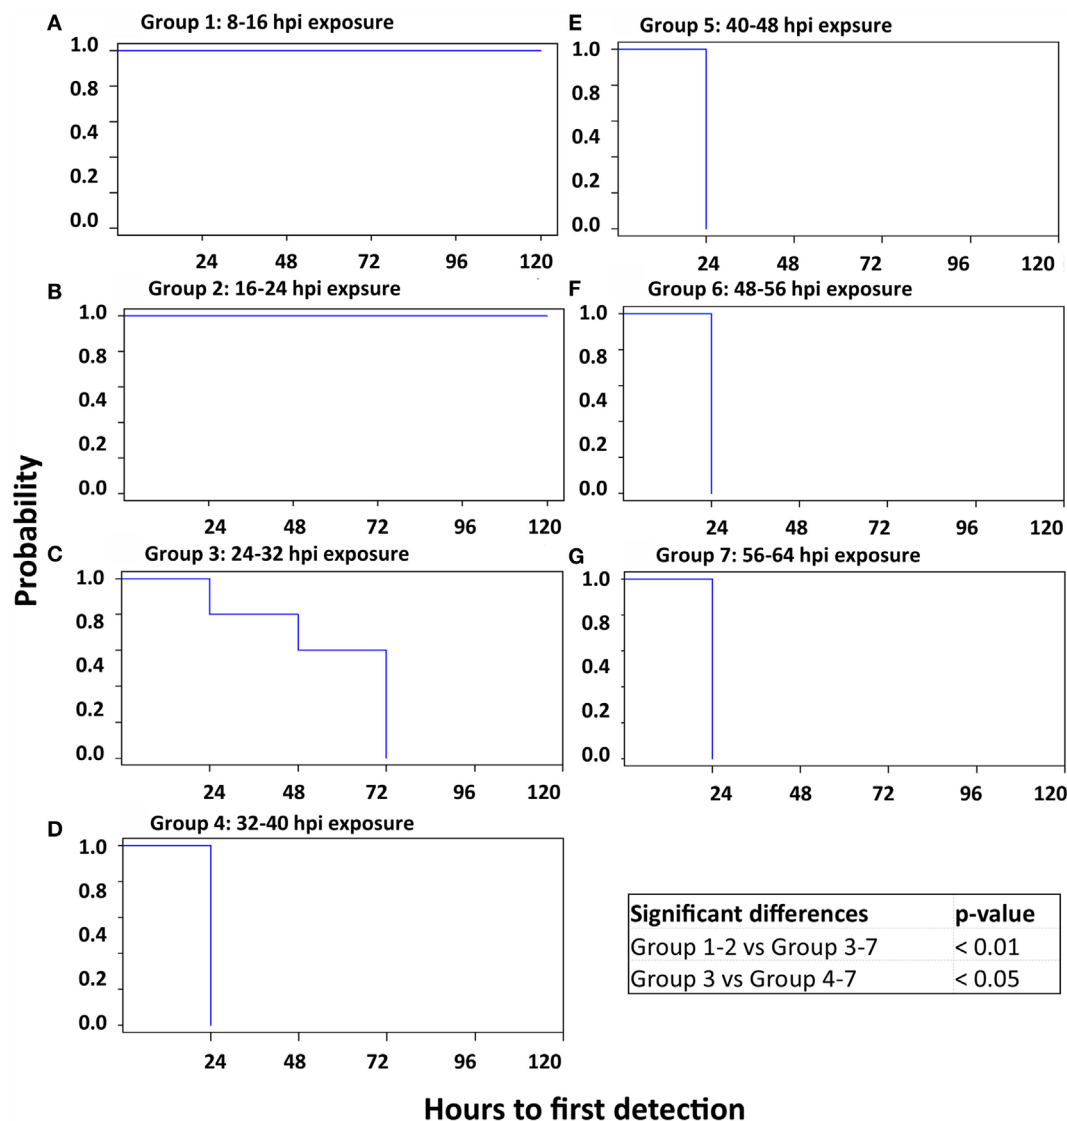 A
Group 1: 8-16 hpi exposure
1.0
0.8
0.4
0.2
0.0
24 48 72 96 120
B
Group 2: 16-24 hpi expsure
1.0
0.8
0.4
0.2
0.0
24 48 72 96 120
C
Group 3: 24-32 hpi exposure
1.0
0.8
0.4
0.2
0.0
24 48 72 96 120
D
Group 4: 32-40 hpi exposure
1.0
0.8
0.4
0.2
0.0
24 48 72 96 120
E
Group 5: 40-48 hpi expsure
1.0
0.8
0.4
0.2
0.0
24 48 72 96 120
F
Group 6: 48-56 hpi exposure
1.0
0.8
0.4
0.2
0.0
24 48 72 96 120
G
Group 7: 56-64 hpi exposure
1.0
0.8
0.4
0.2
0.0
24 48 72 96 120
Significant differences p-value
Group 1-2 vs Group 3-7 < 0.01
Group 3 vs Group 4-7 < 0.05
Probability
Hours to first detection